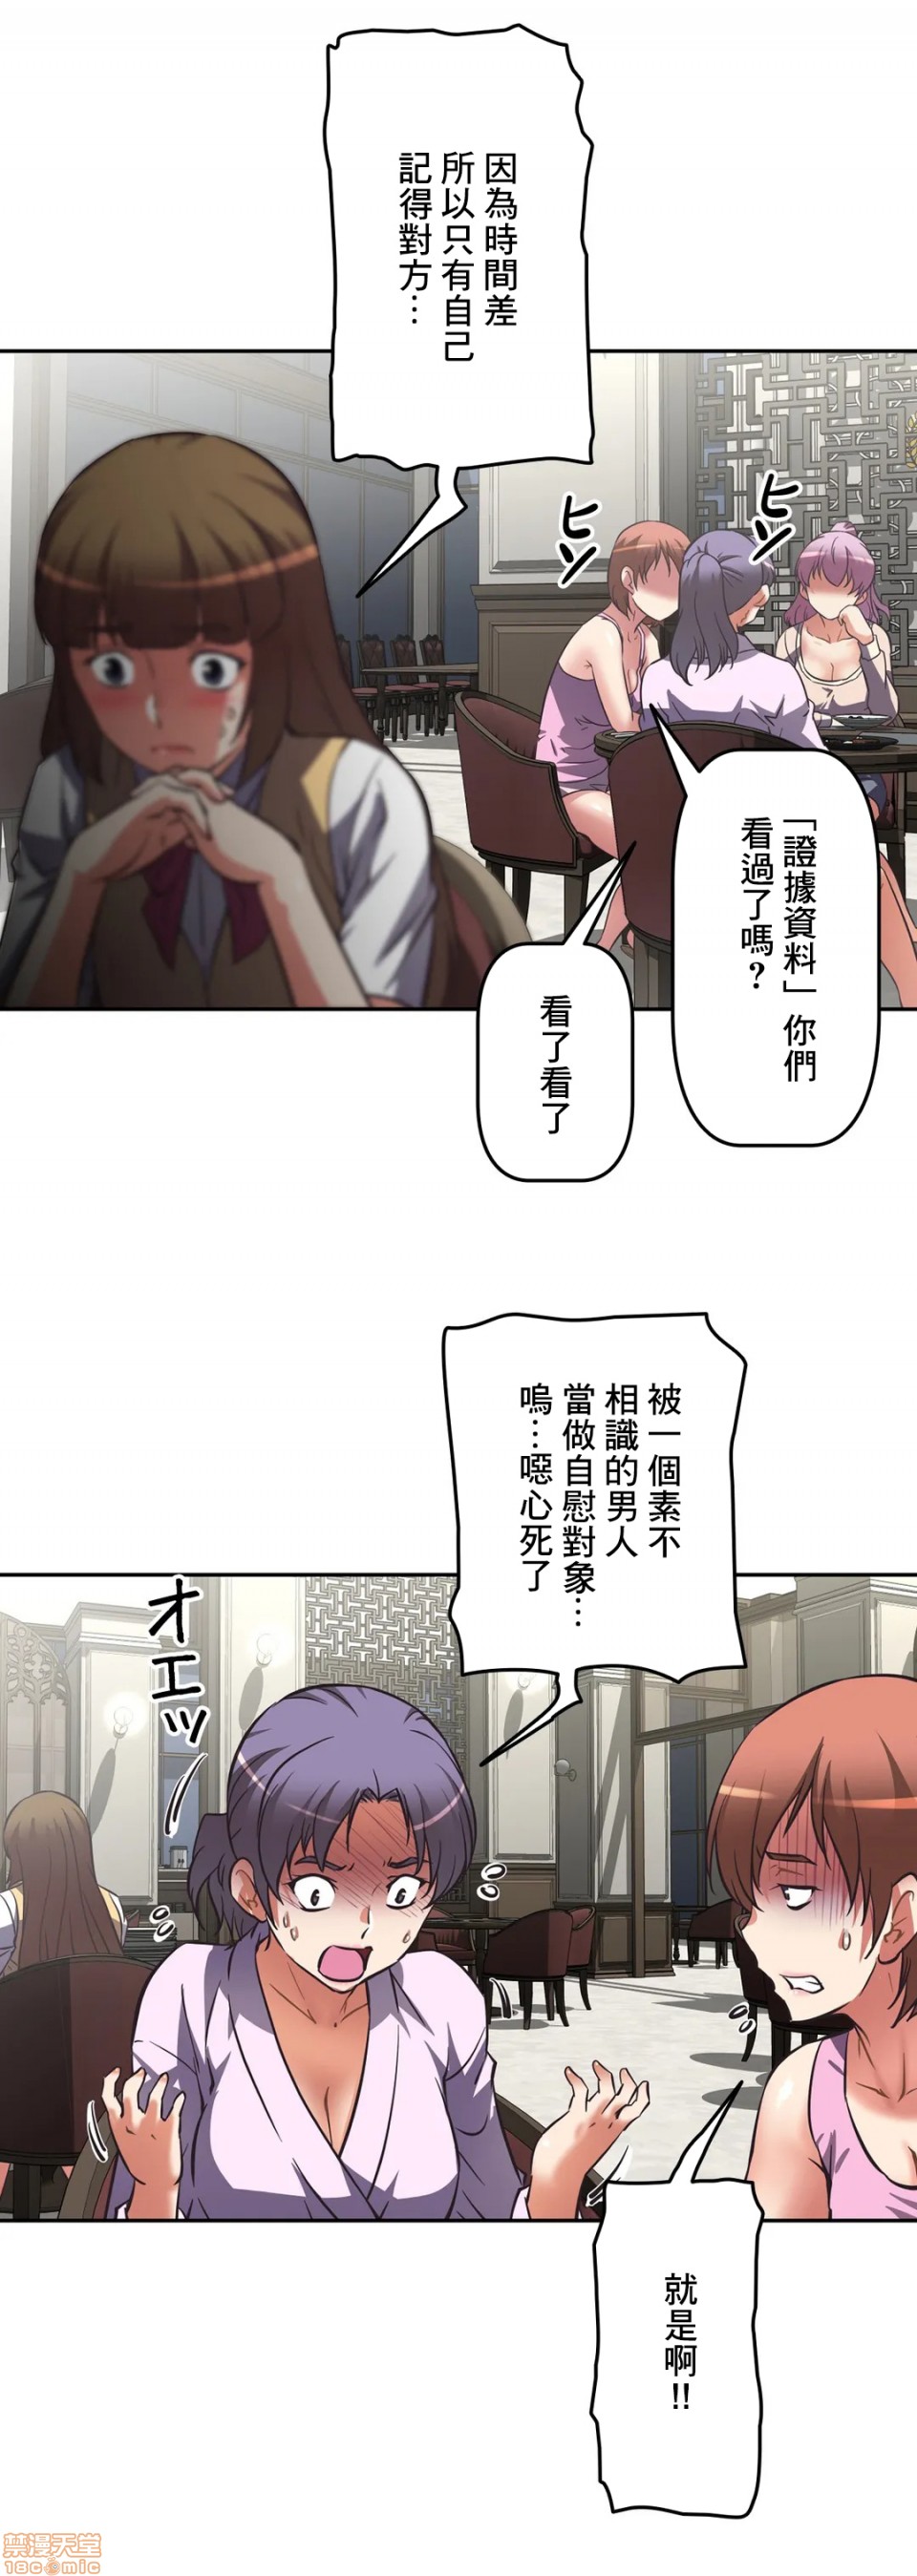 因為時間差
所以只有自己
記得對方…
ヒソ
ヒソ
「證據資料」你們
看過了嗎?
看了看了
被一個素不
相識的男人
當做自慰對象…
嗚…噁心死了
オエッ
就是啊!!
禁漫天堂
18comic